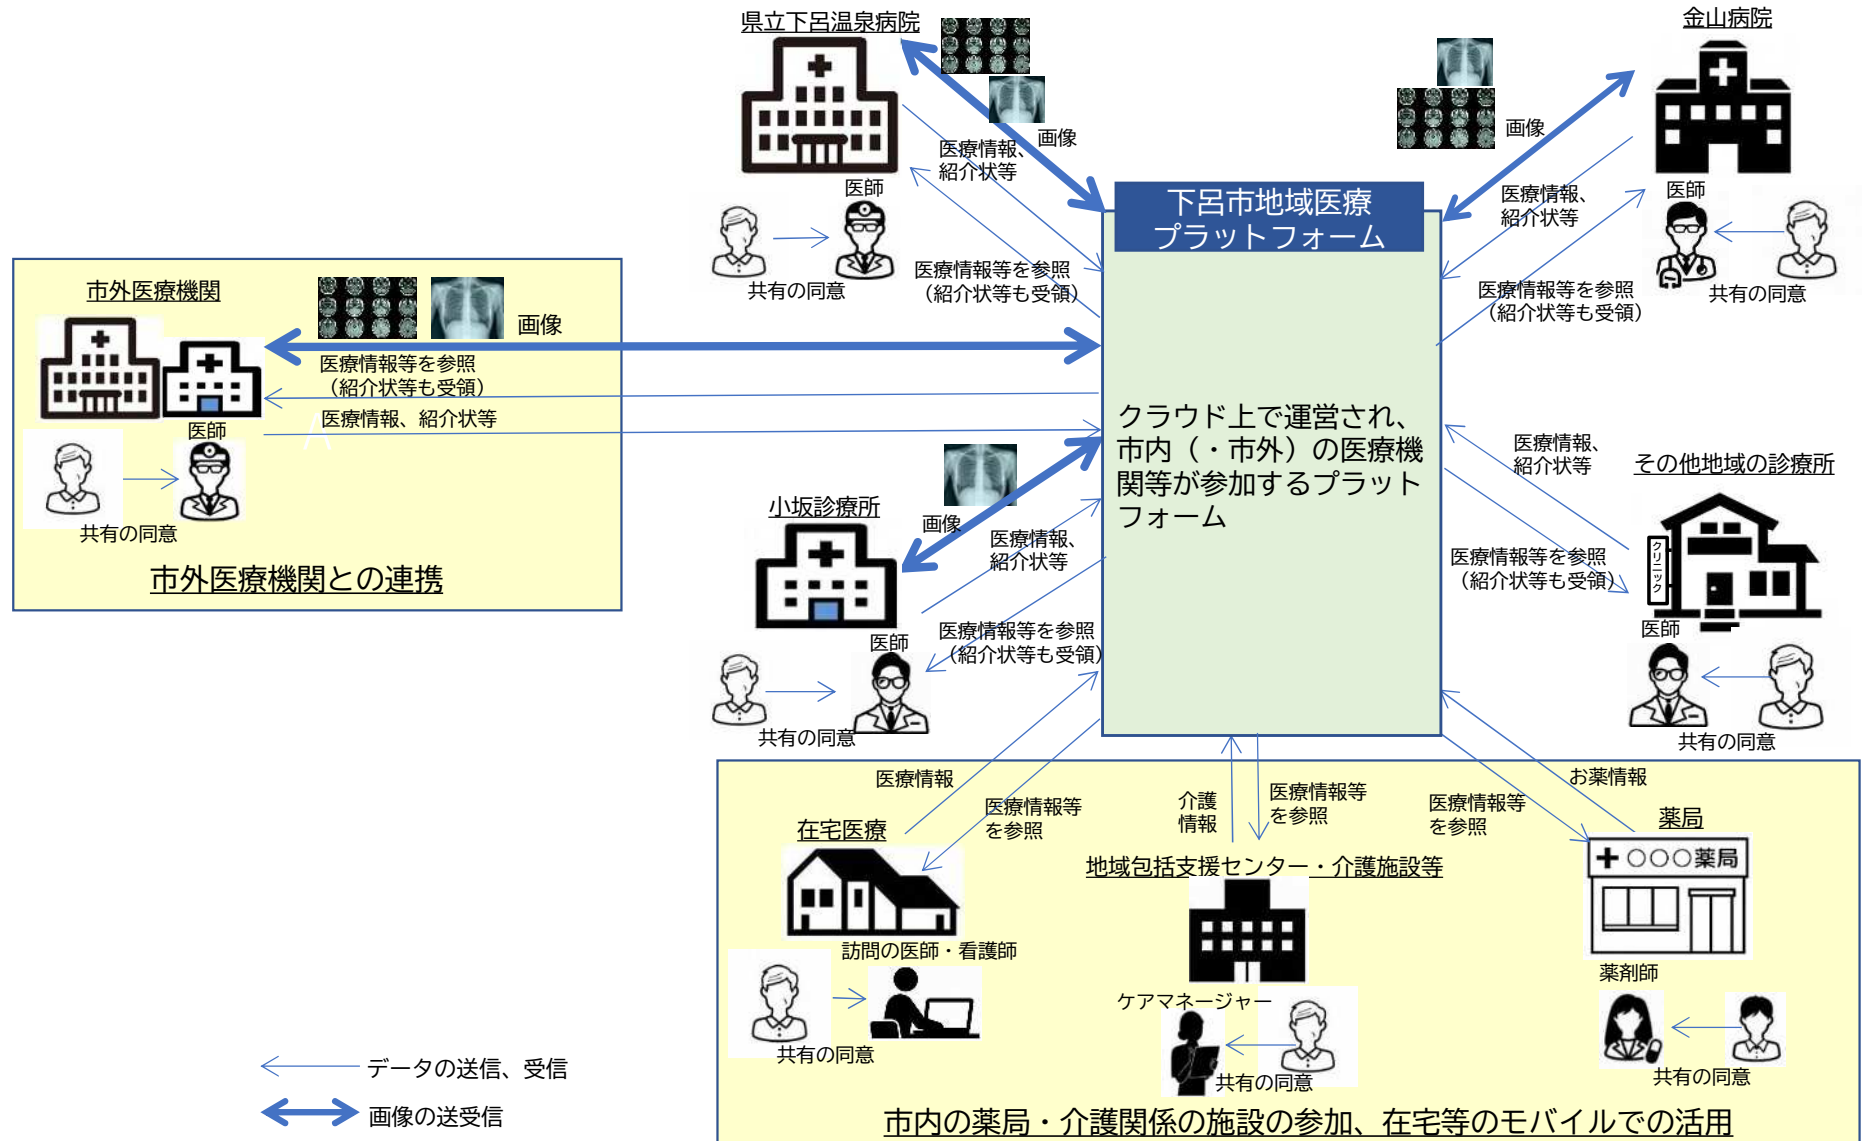 県立下呂温泉病院
画像
医療情報、
紹介状等
医師
医療情報等を参照
（紹介状等も受領）
共有の同意
金山病院
画像
医療情報、
紹介状等
医師
医療情報等を参照
（紹介状等も受領）
共有の同意
下呂市地域医療
プラットフォーム
クラウド上で運営され、
市内（・市外）の医療機
関等が参加するプラット
フォーム
市外医療機関
画像
医療情報等を参照
（紹介状等も受領）
医療情報、紹介状等
A
医師
共有の同意
市外医療機関との連携
小坂診療所
画像
医療情報、
紹介状等
医師
医療情報等を参照
（紹介状等も受領）
共有の同意
その他地域の診療所
医療情報、
紹介状等
医療情報等を参照
（紹介状等も受領）
クリニック
医師
共有の同意
在宅医療
医療情報
医療情報等
を参照
訪問の医師・看護師
共有の同意
介護
情報
医療情報等
を参照
地域包括支援センター・介護施設等
ケアマネージャー
共有の同意
お薬情報
医療情報等
を参照
薬局
○○○薬局
薬剤師
共有の同意
市内の薬局・介護関係の施設の参加、在宅等のモバイルでの活用
データの送信、受信
画像の送受信